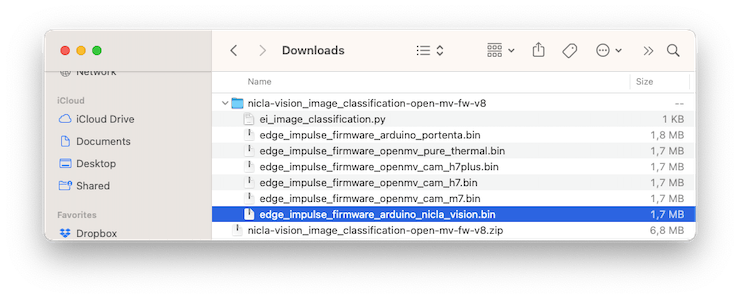 Downloads
Network
iCloud
iCloud Drive
Documents
Desktop
Shared
Favorites
Dropbox
Name Size
nicla-vision_image_classification-open-mv-fw-v8 --
ei_image_classification.py 1 KB
edge_impulse_firmware_arduino_portenta.bin 1,8 MB
edge_impulse_firmware_openmv_pure_thermal.bin 1,7 MB
edge_impulse_firmware_openmv_cam_h7plus.bin 1,7 MB
edge_impulse_firmware_openmv_cam_h7.bin 1,7 MB
edge_impulse_firmware_openmv_cam_m7.bin 1,7 MB
edge_impulse_firmware_arduino_nicla_vision.bin 1,7 MB
nicla-vision_image_classification-open-mv-fw-v8.zip 6,8 MB